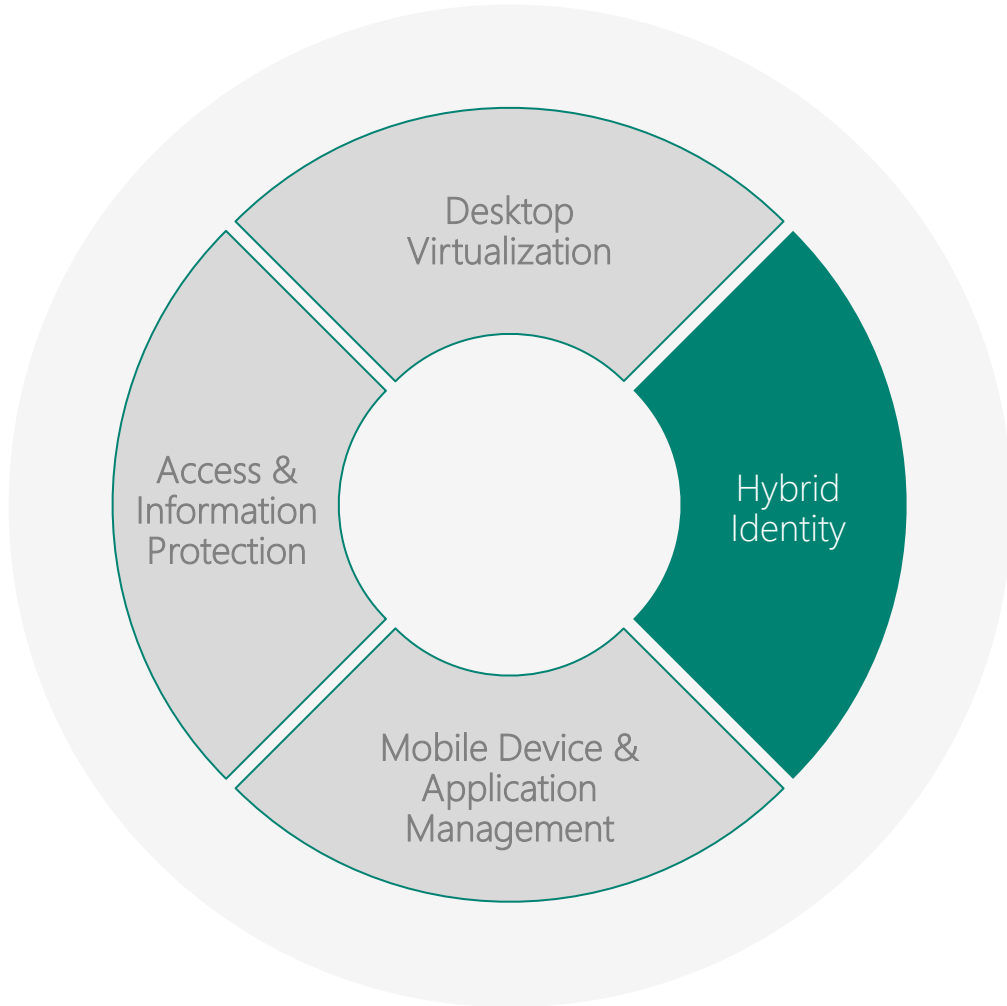 Desktop
Virtualization
Hybrid
Identity
Mobile Device &
Application
Management
Access &
Information
Protection